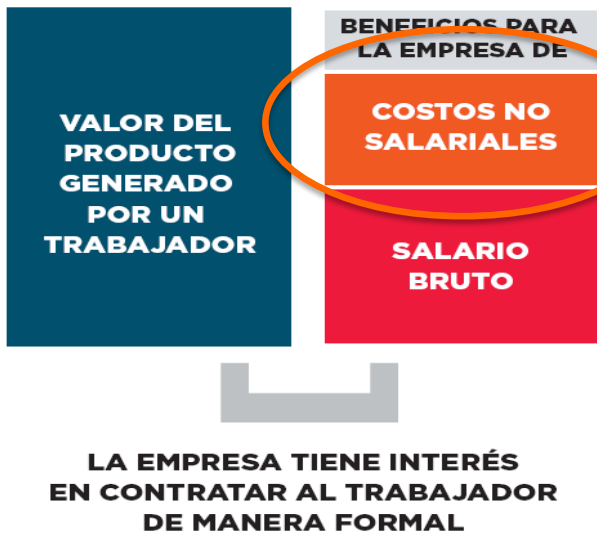 VALOR DEL
PRODUCTO
GENERADO
POR UN
TRABAJADOR
BENEFICIOS PARA
LA EMPRESA DE
COSTOS NO
SALARIALES
SALARIO
BRUTO
LA EMPRESA TIENE INTERÉS
EN CONTRATAR AL TRABAJADOR
DE MANERA FORMAL